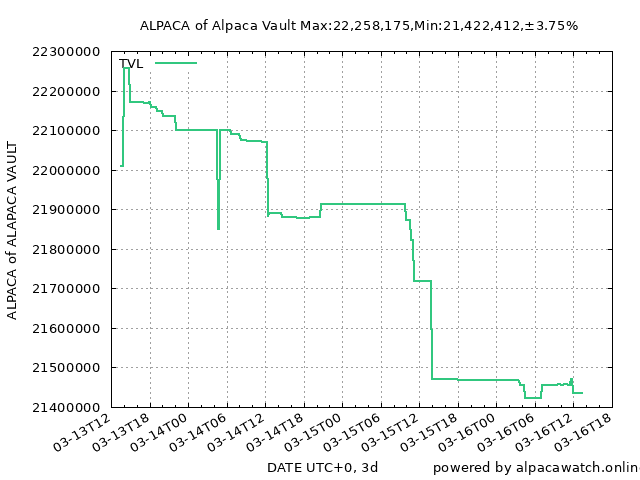 ALPACA of Alpaca Vault Max:22,258,175,Min:21,422,412,±3.75%
TVL
ALPACA of ALAPACA VAULT
22300000
22200000
22100000
22000000
21900000
21800000
21700000
21600000
21500000
21400000
03-13T12
03-13T18
03-14T00
03-14T06
03-14T12
03-14T18
03-15T00
03-15T06
03-15T12
03-15T18
03-16T00
03-16T06
03-16T12
03-16T18
DATE UTC+0, 3d
powered by alpacawatch.onlin